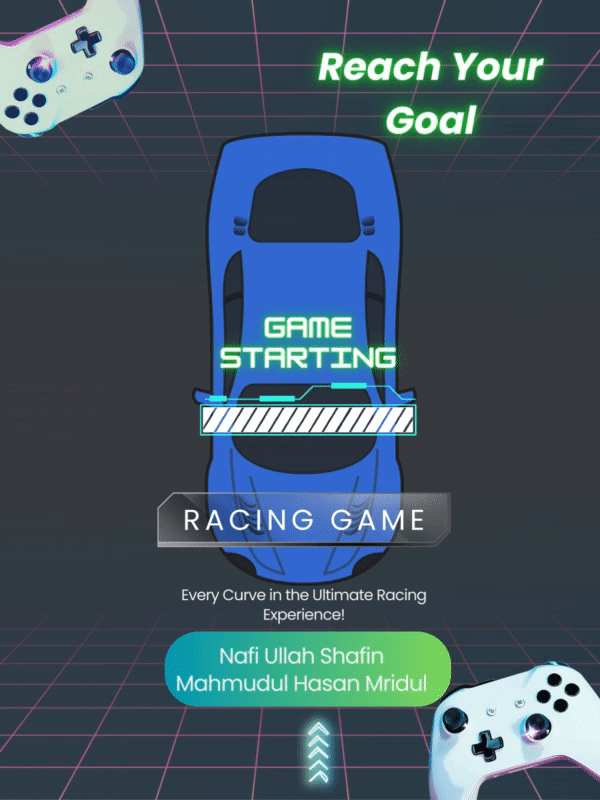 Reach Your
Goal
GAME
STARTING
RACING GAME
Every Curve in the Ultimate Racing
Experience!
Nafi Ullah Shafin
Mahmudul Hasan Mridul